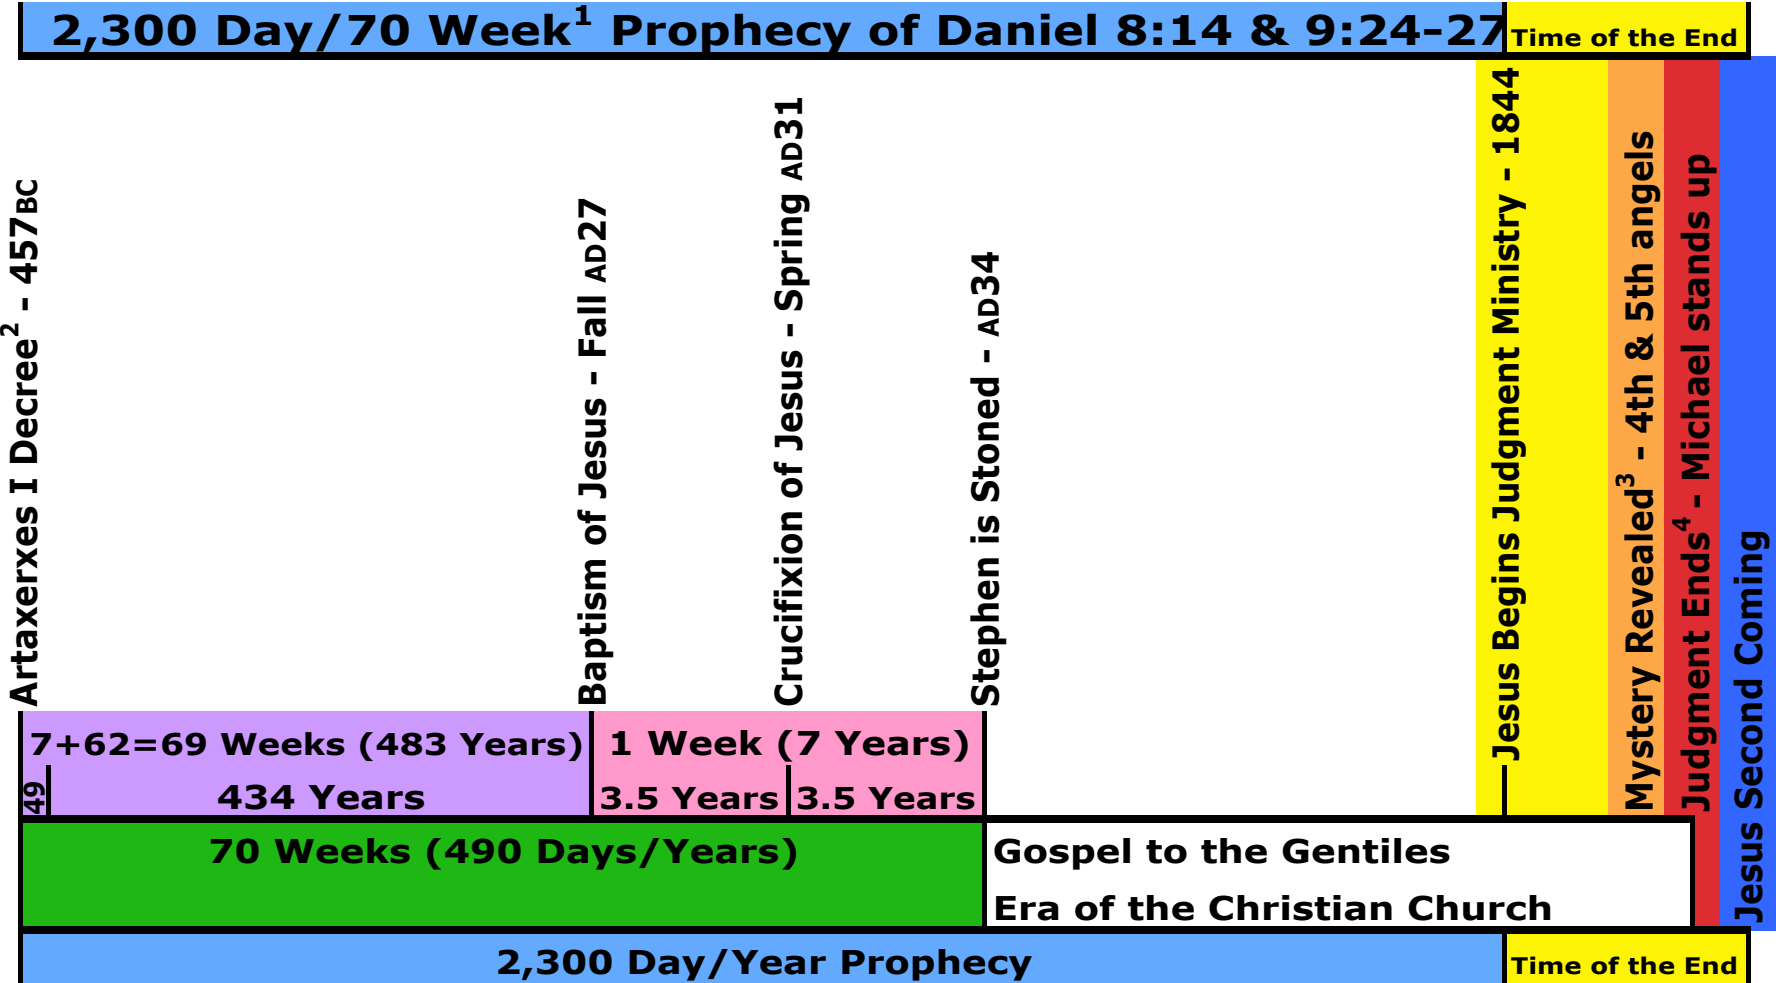 2,300 Day/70 Week¹ Prophecy of Daniel 8:14 & 9:24-27
Time of the End
Artaxerxes I Decree² - 457BC
Baptism of Jesus - Fall AD27
Crucifixion of Jesus - Spring AD31
Stephen is Stoned - AD34
Jesus Begins Judgment Ministry - 1844
Mystery Revealed³ - 4th & 5th angels
Judgment Ends⁴ - Michael stands up
Jesus Second Coming
7+62=69 Weeks (483 Years)
1 Week (7 Years)
49
434 Years
3.5 Years
3.5 Years
70 Weeks (490 Days/Years)
Gospel to the Gentiles
Era of the Christian Church
2,300 Day/Year Prophecy
Time of the End